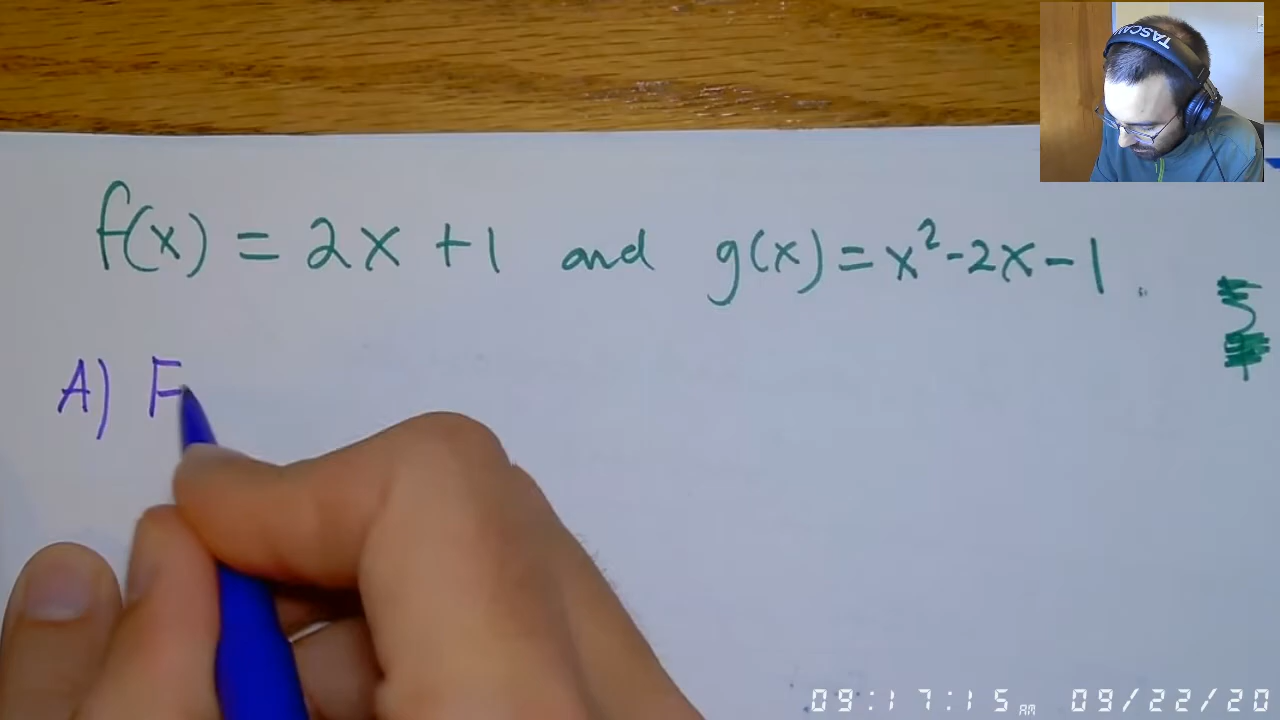 TASCAM
f(x) = 2x + 1 and g(x) = x² - 2x - 1.
A) F
09:17:15 AM 09/22/20